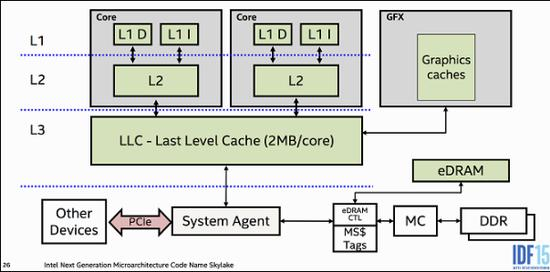 Core
Core
GFX
L1
L1 D
L1 I
L1 D
L1 I
Graphics
caches
L2
L2
L2
L3
LLC - Last Level Cache (2MB/core)
eDRAM
Other
Devices
PCIe
System Agent
eDRAM
CTL
MS$
Tags
MC
DDR
26
Intel Next Generation Microarchitecture Code Name Skylake
IDF15